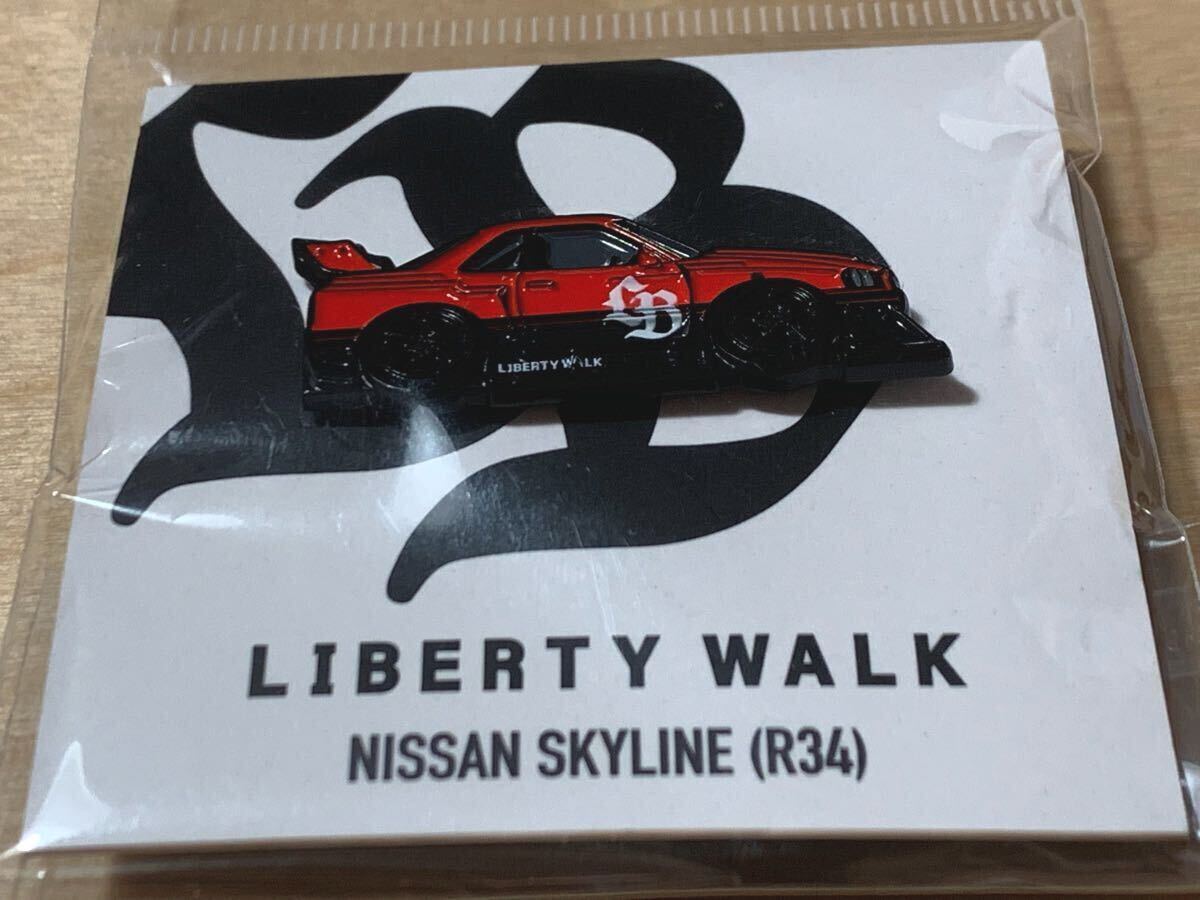 LB
LIBERTY WALK
LIBERTY WALK
NISSAN SKYLINE (R34)